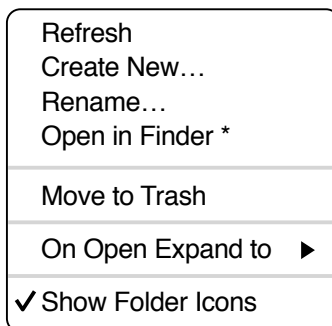 Refresh
Create New…
Rename…
Open in Finder *
Move to Trash
On Open Expand to ▶
✓ Show Folder Icons